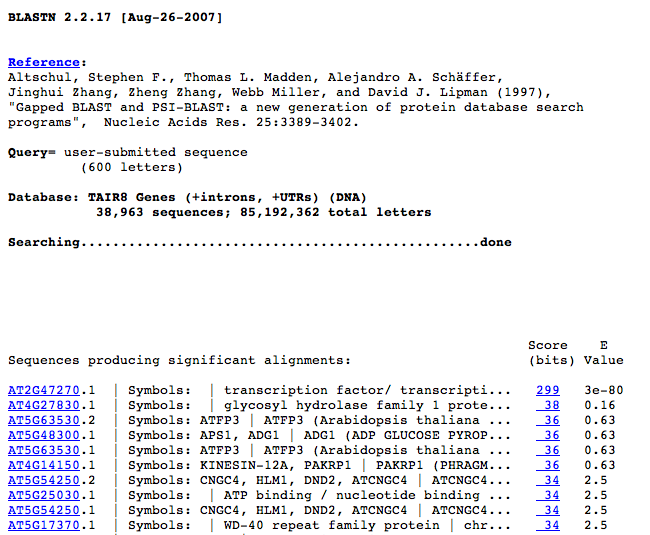 BLASTN 2.2.17 [Aug-26-2007]
Reference:
Altschul, Stephen F., Thomas L. Madden, Alejandro A. Schäffer,
Jinghui Zhang, Zheng Zhang, Webb Miller, and David J. Lipman (1997),
"Gapped BLAST and PSI-BLAST: a new generation of protein database search
programs",  Nucleic Acids Res. 25:3389-3402.
Query= user-submitted sequence
(600 letters)
Database: TAIR8 Genes (+introns, +UTRs) (DNA)
38,963 sequences; 85,192,362 total letters
Searching..................................................done
Score E
Sequences producing significant alignments: (bits) Value
AT2G47270.1 | Symbols: | transcription factor/ transcripti... 299 3e-80
AT4G27830.1 | Symbols: | glycosyl hydrolase family 1 prote... 38 0.16
AT5G63530.2 | Symbols: ATFP3 | ATFP3 (Arabidopsis thaliana ... 36 0.63
AT5G48300.1 | Symbols: APS1, ADG1 | ADG1 (ADP GLUCOSE PYROP... 36 0.63
AT5G63530.1 | Symbols: ATFP3 | ATFP3 (Arabidopsis thaliana ... 36 0.63
AT4G14150.1 | Symbols: KINESIN-12A, PAKRP1 | PAKRP1 (PHRAGM... 36 0.63
AT5G54250.2 | Symbols: CNGC4, HLM1, DND2, ATCNGC4 | ATCNGC4... 34 2.5
AT5G25030.1 | Symbols: | ATP binding / nucleotide binding ... 34 2.5
AT5G54250.1 | Symbols: CNGC4, HLM1, DND2, ATCNGC4 | ATCNGC4... 34 2.5
AT5G17370.1 | Symbols: | WD-40 repeat family protein | chr... 34 2.5